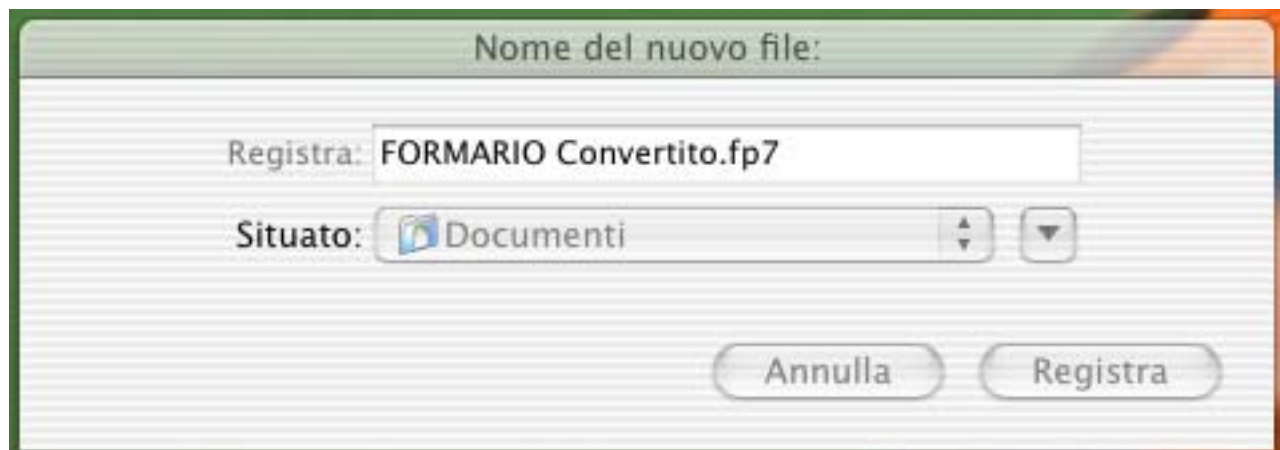 Nome del nuovo file:
Registra: FORMARIO Convertito.fp7
Situato: Documenti
Annulla Registra